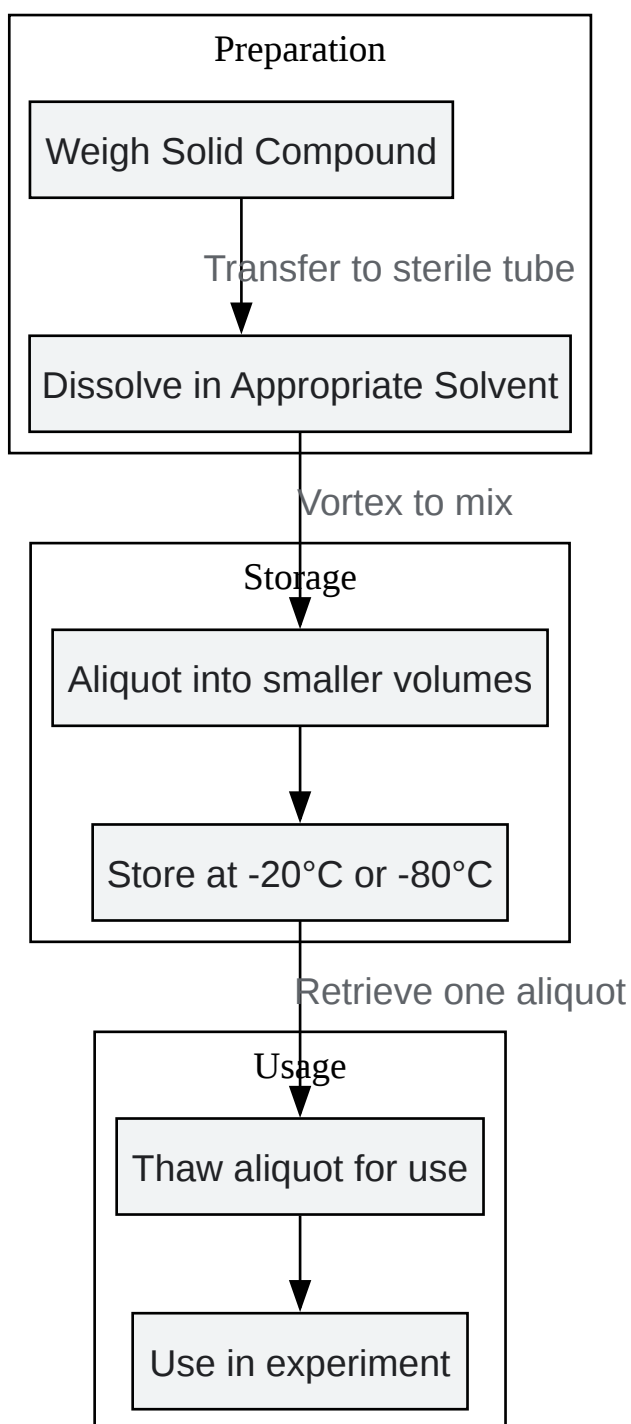 Preparation
Weigh Solid Compound
Transfer to sterile tube
Dissolve in Appropriate Solvent
Vortex to mix
Storage
Aliquot into smaller volumes
Store at -20°C or -80°C
Retrieve one aliquot
Usage
Thaw aliquot for use
Use in experiment